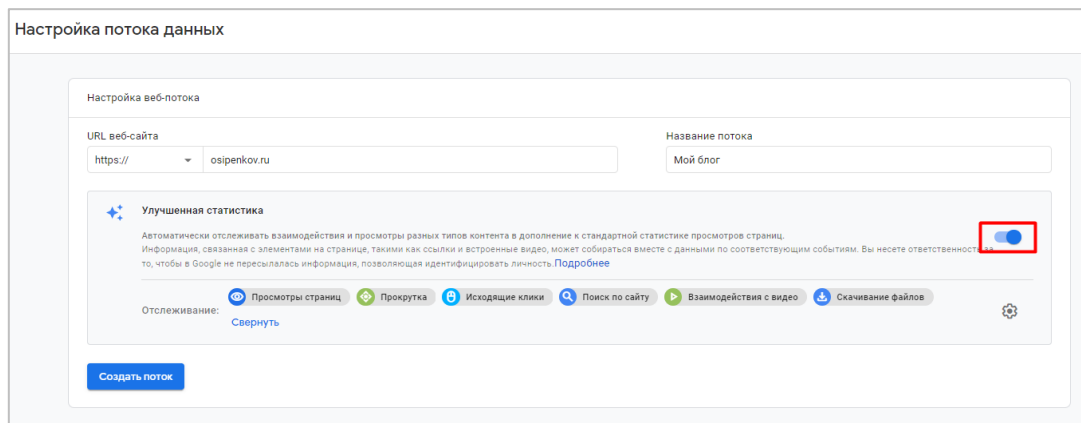 Настройка потока данных
Настройка веб-потока
URL веб-сайта
Название потока
https://
osipenkov.ru
Мой блог
Улучшенная статистика
Автоматически отслеживать взаимодействия и просмотры разных типов контента в дополнение к стандартной статистике просмотров страниц.
Информация, связанная с элементами на странице, такими как ссылки и встроенные видео, может собираться вместе с данными по соответствующим событиям. Вы несете ответственность за
то, чтобы в Google не пересылалась информация, позволяющая идентифицировать личность. Подробнее
Отслеживание:
Просмотры страниц
Прокрутка
Исходящие клики
Поиск по сайту
Взаимодействия с видео
Скачивание файлов
Свернуть
Создать поток